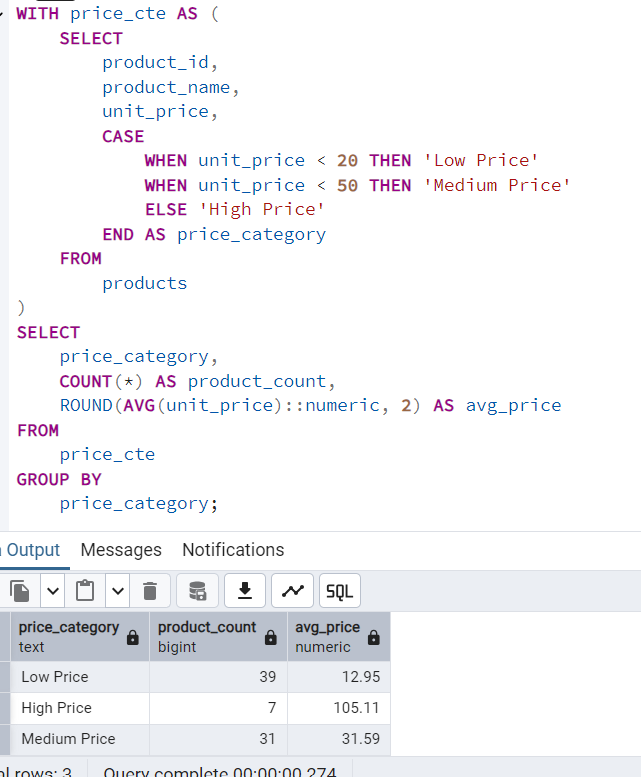 WITH price_cte AS (
    SELECT
        product_id,
        product_name,
        unit_price,
        CASE
            WHEN unit_price < 20 THEN 'Low Price'
            WHEN unit_price < 50 THEN 'Medium Price'
            ELSE 'High Price'
        END AS price_category
    FROM
        products
)
SELECT
    price_category,
    COUNT(*) AS product_count,
    ROUND(AVG(unit_price)::numeric, 2) AS avg_price
FROM
    price_cte
GROUP BY
    price_category;
Output Messages Notifications
SQL
price_category product_count avg_price
text bigint numeric
Low Price 39 12.95
High Price 7 105.11
Medium Price 31 31.59
rows: 3 Query complete 00:00:00.274